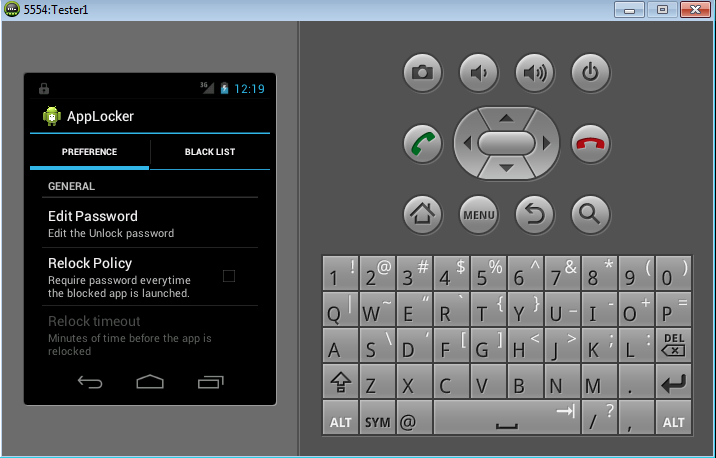 5554:Tester1
3G 12:19
AppLocker
PREFERENCE BLACK LIST
GENERAL
Edit Password
Edit the Unlock password
Relock Policy
Require password everytime
the blocked app is launched.
Relock timeout
Minutes of time before the app is
relocked
MENU
1 ! 2 @ 3 # 4 $ 5 % 6 ^ 7 & 8 * 9 ( 0 )
Q | W ~ E “ R ` T { Y } U _ I - O + P =
A S \ D ‘ F [ G ] H < J > K ; L : DEL
Z X C V B N M .
ALT SYM @ / ? , ALT